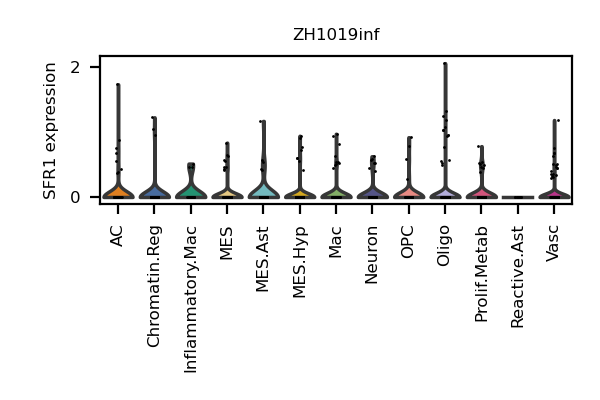 ZH1019inf
SFR1 expression
2
0
AC
Chromatin.Reg
Inflammatory.Mac
MES
MES.Ast
MES.Hyp
Mac
Neuron
OPC
Oligo
Prolif.Metab
Reactive.Ast
Vasc